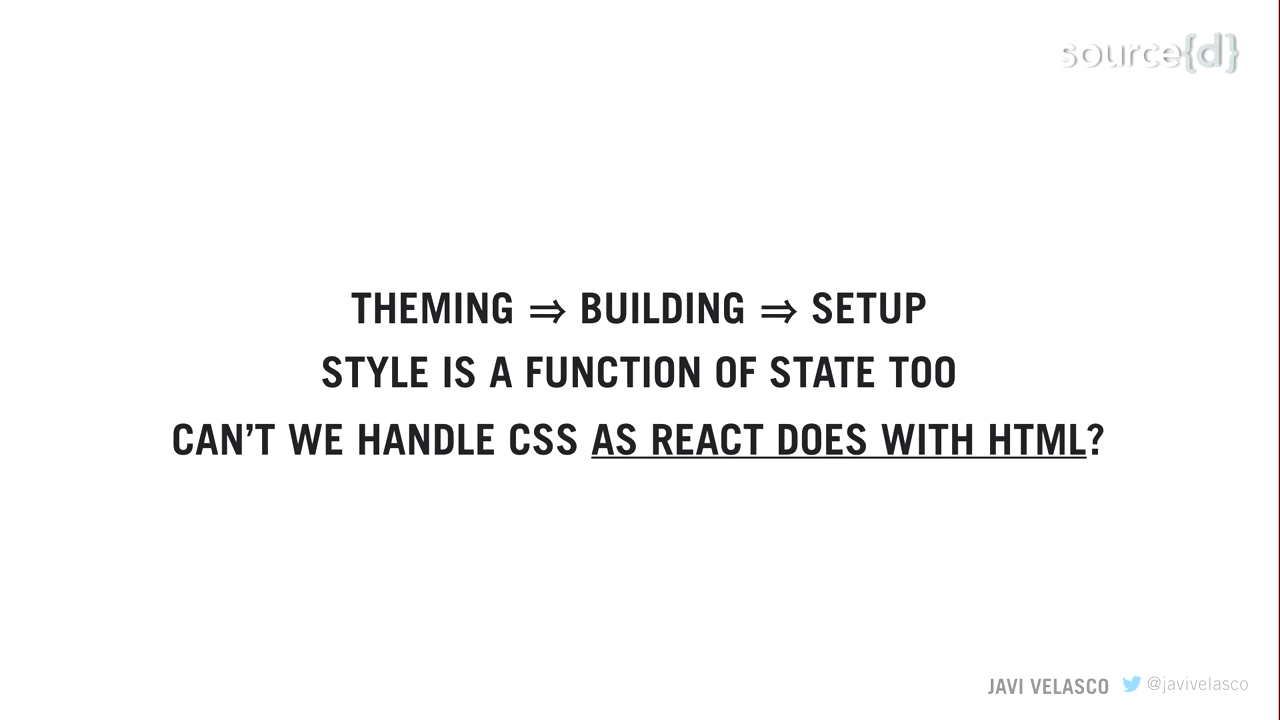 source{d}
THEMING ⇒ BUILDING ⇒ SETUP
STYLE IS A FUNCTION OF STATE TOO
CAN’T WE HANDLE CSS AS REACT DOES WITH HTML?
JAVI VELASCO @javivelasco